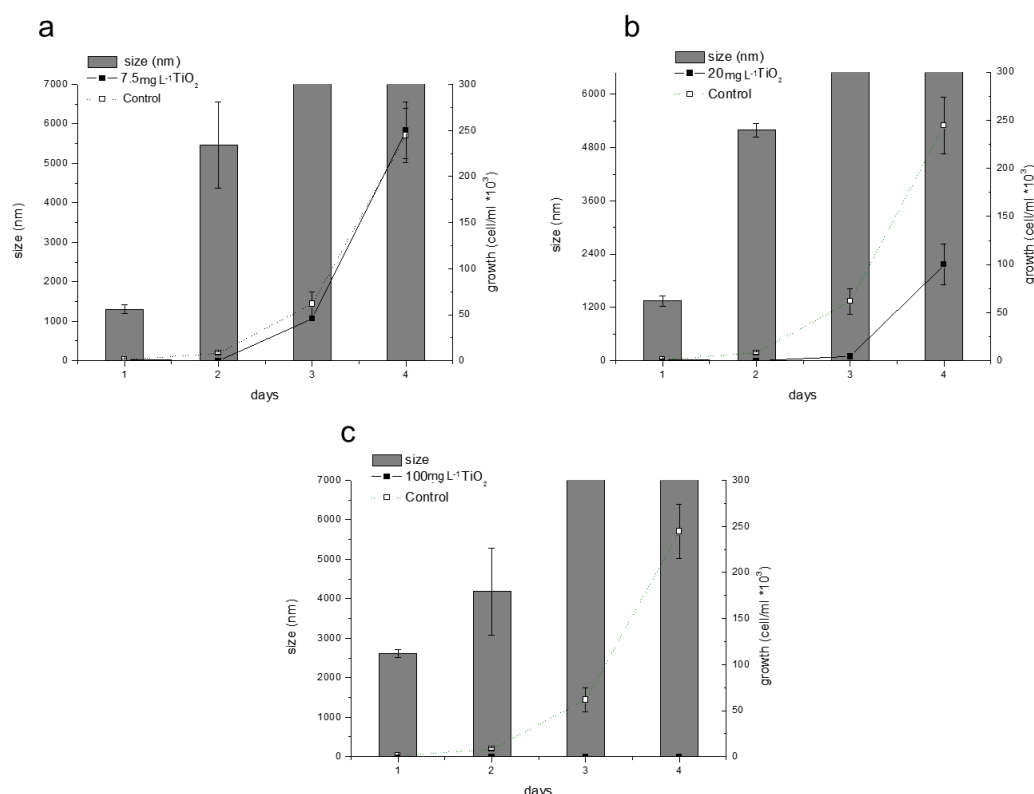 a
size (nm)
7.5mg L⁻¹TiO₂
Control
7000
6000
5000
4000
3000
2000
1000
0
size (nm)
300
250
200
150
100
50
0
growth (cell/ml *10³)
1 2 3 4
days
b
size (nm)
20mg L⁻¹TiO₂
Control
6000
4800
3600
2400
1200
0
size (nm)
300
250
200
150
100
50
0
growth (cell/ml *10³)
1 2 3 4
days
c
size
100mg L⁻¹TiO₂
Control
7000
6000
5000
4000
3000
2000
1000
0
size (nm)
300
250
200
150
100
50
0
growth (cell/ml *10³)
1 2 3 4
days